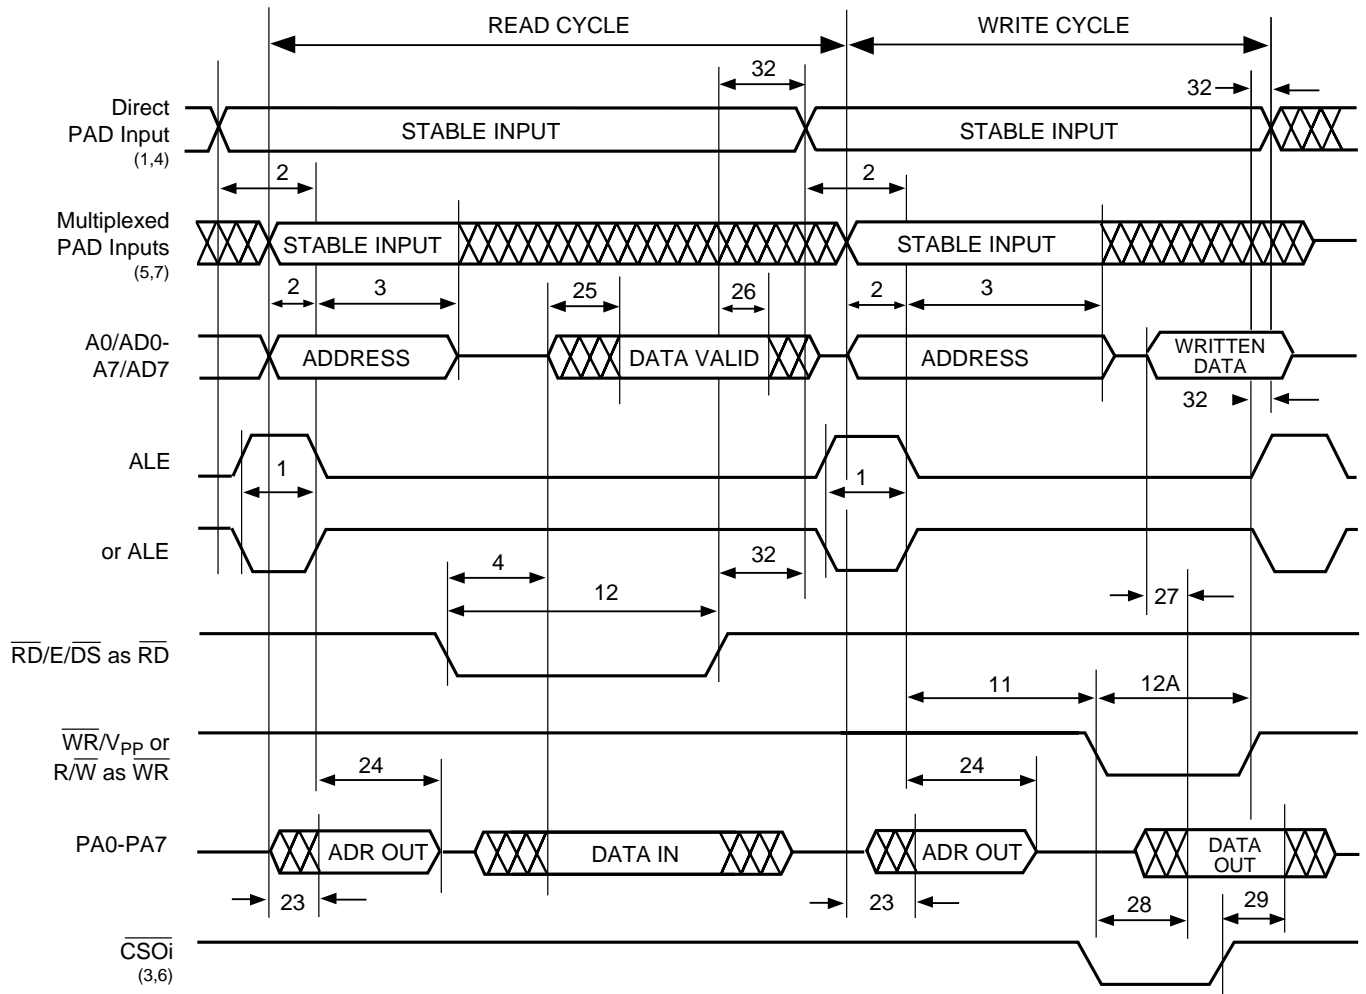 READ CYCLE WRITE CYCLE
32
32
Direct
PAD Input
(1,4)
STABLE INPUT STABLE INPUT
2 2
Multiplexed
PAD Inputs
(5,7)
STABLE INPUT STABLE INPUT
2 3 25 26 2 3
A0/AD0-
A7/AD7
ADDRESS DATA VALID ADDRESS WRITTEN
DATA
32
ALE
1 1
or ALE
4 32
12 27
RD/E/DS as RD
11 12A
WR/VPP or
R/W as WR
24 24
PA0-PA7
ADR OUT DATA IN ADR OUT DATA
OUT
23 23 28 29
CSOi
(3,6)